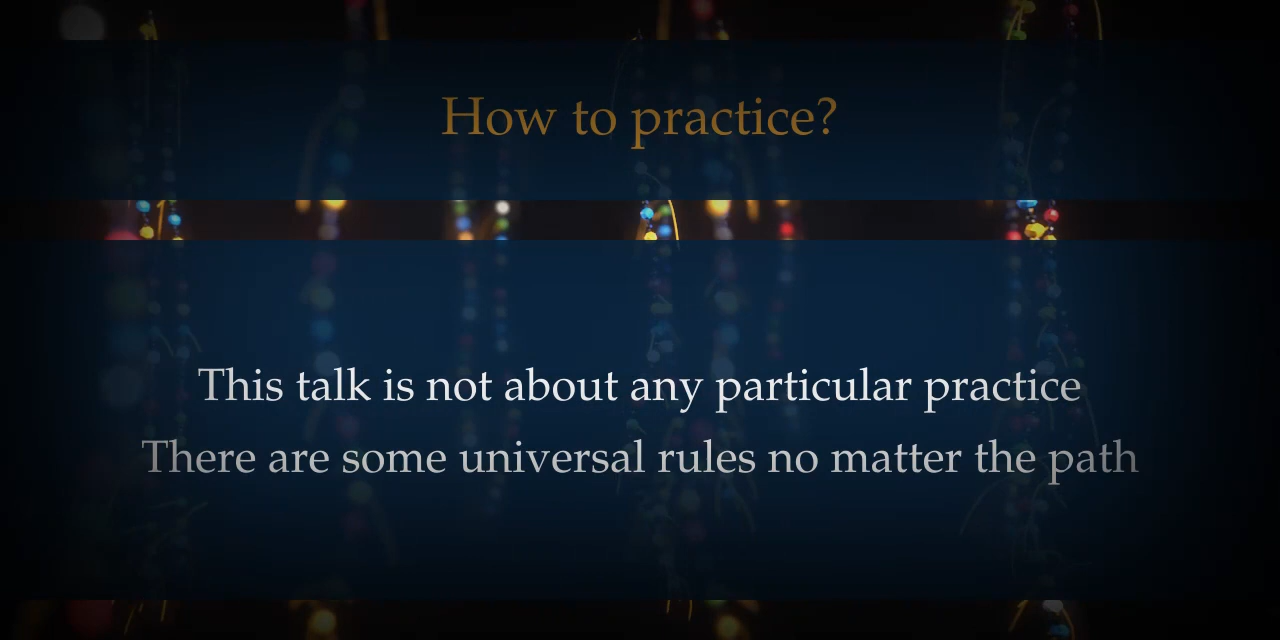 How to practice?
This talk is not about any particular practice
There are some universal rules no matter the path